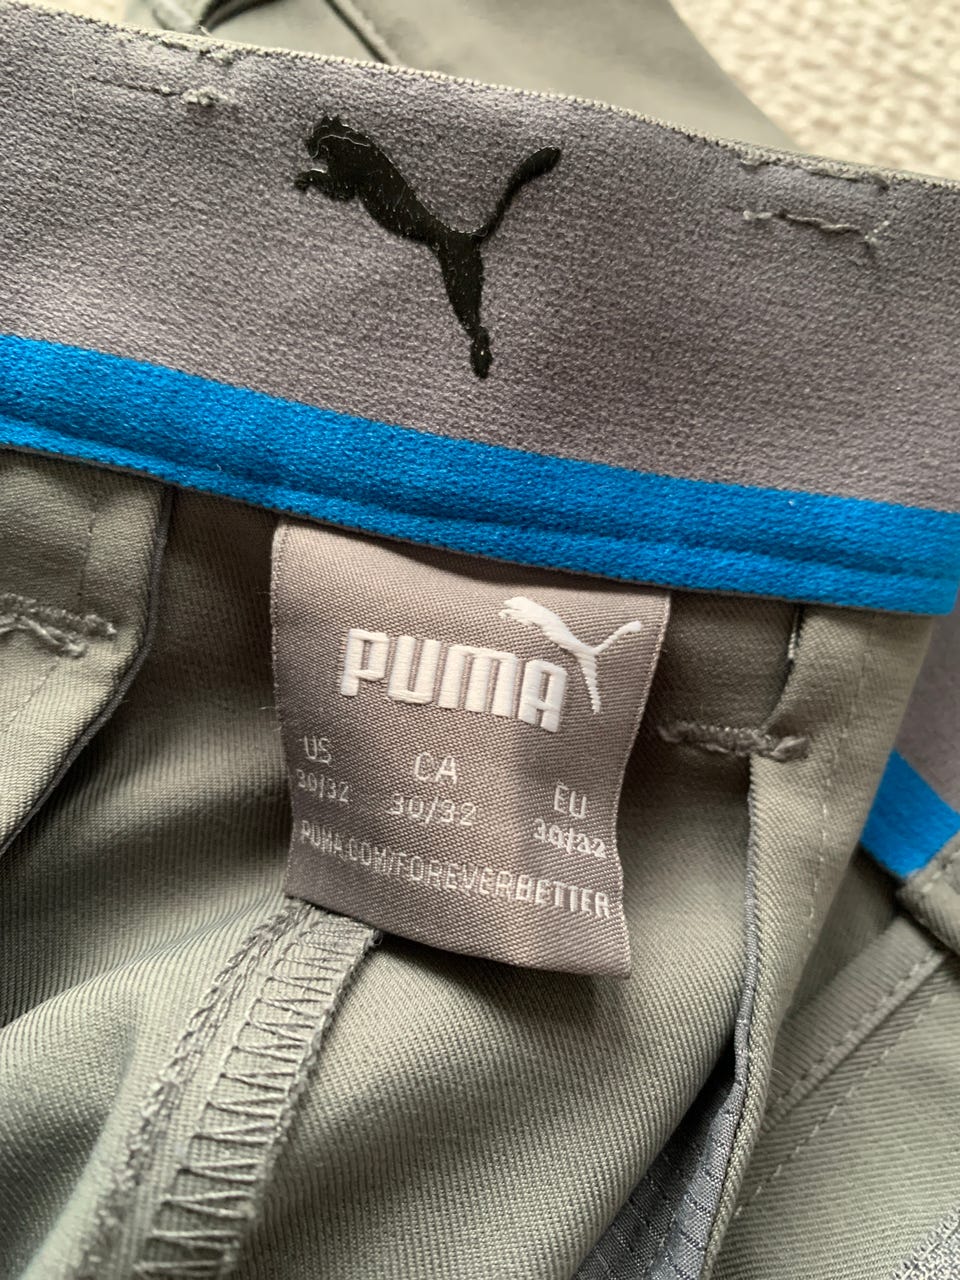 PUMA
US CA EU
30/32 30/32 30/32
PUMA.COM/FOREVERBETTER